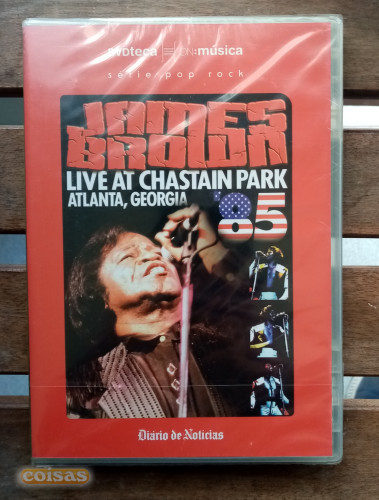 DVDteca DN:música
série pop rock
JAMES
BROWN
LIVE AT CHASTAIN PARK
ATLANTA, GEORGIA '85
Diário de Notícias
coisas